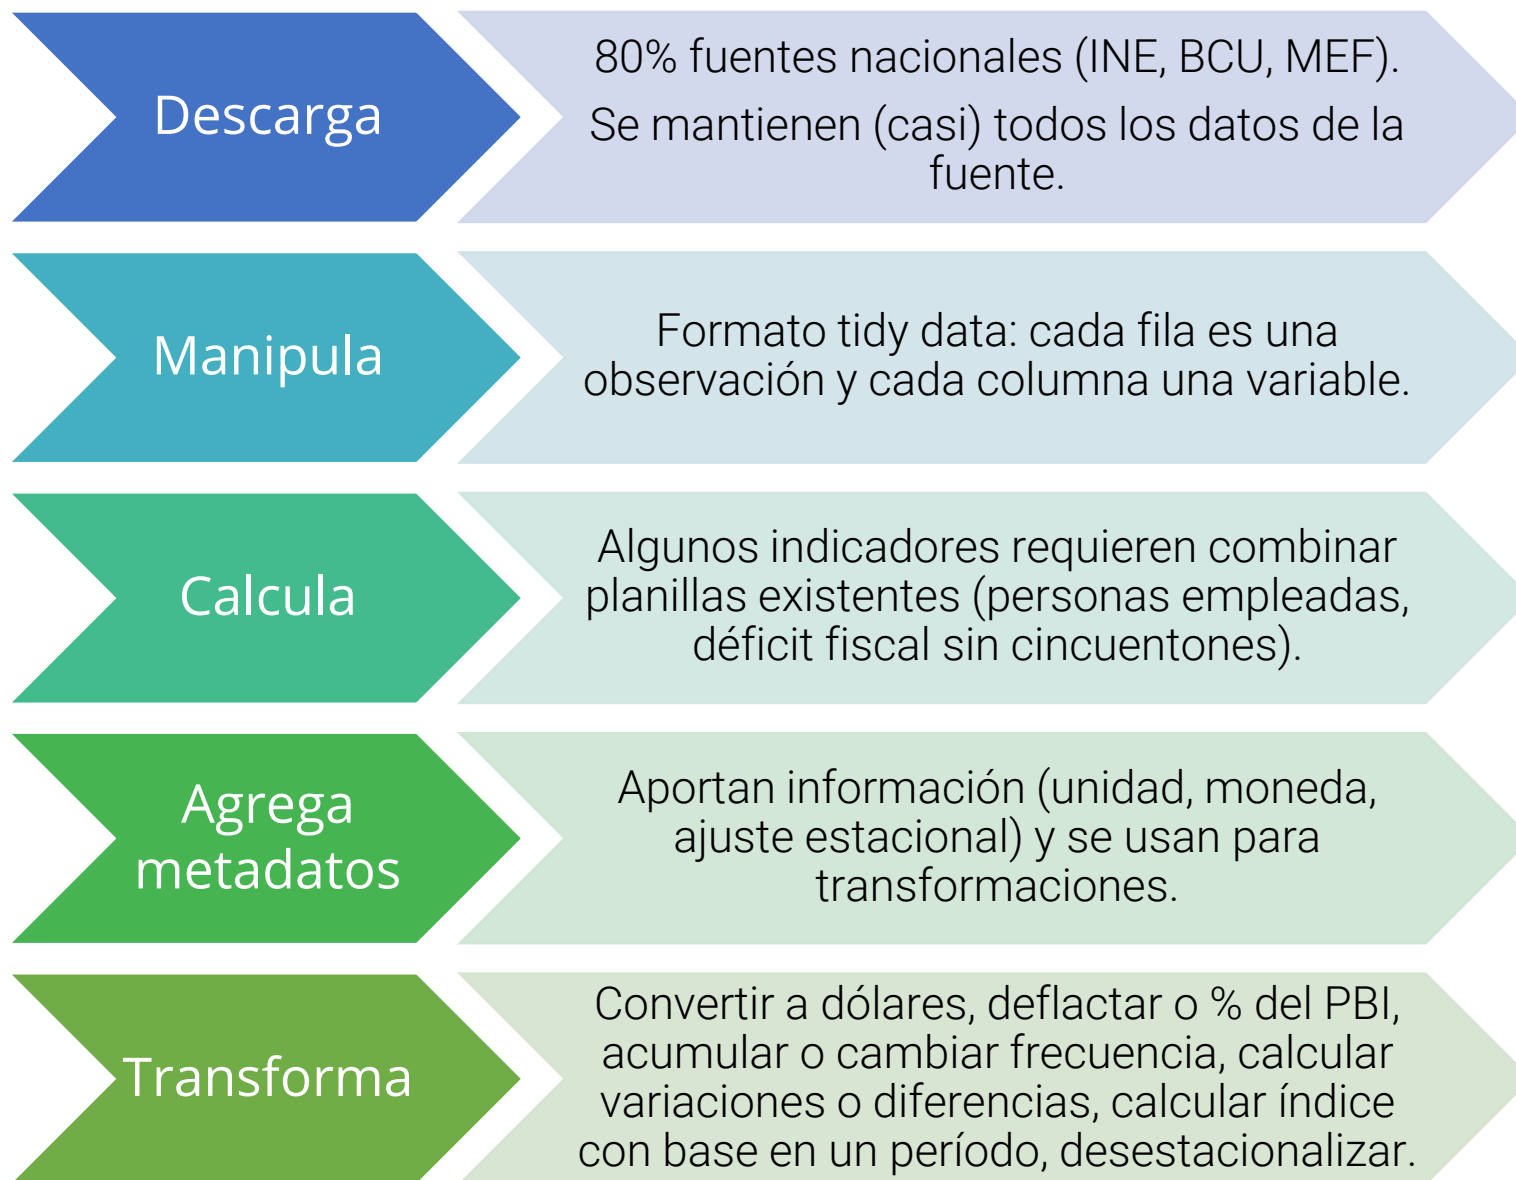 Descarga
80% fuentes nacionales (INE, BCU, MEF).
Se mantienen (casi) todos los datos de la
fuente.
Manipula
Formato tidy data: cada fila es una
observación y cada columna una variable.
Calcula
Algunos indicadores requieren combinar
planillas existentes (personas empleadas,
déficit fiscal sin cincuentones).
Agrega
metadatos
Aportan información (unidad, moneda,
ajuste estacional) y se usan para
transformaciones.
Transforma
Convertir a dólares, deflactar o % del PBI,
acumular o cambiar frecuencia, calcular
variaciones o diferencias, calcular índice
con base en un período, desestacionalizar.